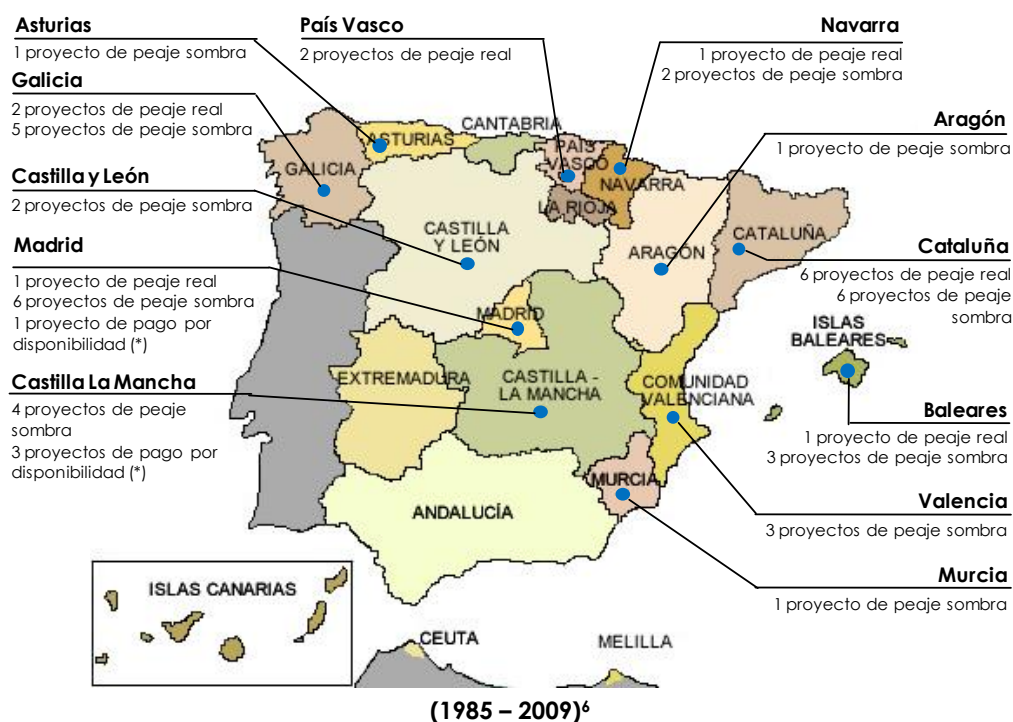 Asturias
1 proyecto de peaje sombra
Galicia
2 proyectos de peaje real
5 proyectos de peaje sombra
Castilla y León
2 proyectos de peaje sombra
Madrid
1 proyecto de peaje real
6 proyectos de peaje sombra
1 proyecto de pago por
disponibilidad (*)
Castilla La Mancha
4 proyectos de peaje
sombra
3 proyectos de pago por
disponibilidad (*)
País Vasco
2 proyectos de peaje real
Navarra
1 proyecto de peaje real
2 proyectos de peaje sombra
Aragón
1 proyecto de peaje sombra
Cataluña
6 proyectos de peaje real
6 proyectos de peaje
sombra
Baleares
1 proyecto de peaje real
3 proyectos de peaje sombra
Valencia
3 proyectos de peaje sombra
Murcia
1 proyecto de peaje sombra
CANTABRIA
ASTURIAS
PAÍS
VASCO
GALICIA
NAVARRA
LA RIOJA
CASTILLA
Y LEÓN
ARAGÓN
CATALUÑA
MADRID
ISLAS
BALEARES
EXTREMADURA
CASTILLA -
LA MANCHA
COMUNIDAD
VALENCIANA
MURCIA
ANDALUCÍA
ISLAS CANARIAS
CEUTA
MELILLA
(1985 – 2009)⁶